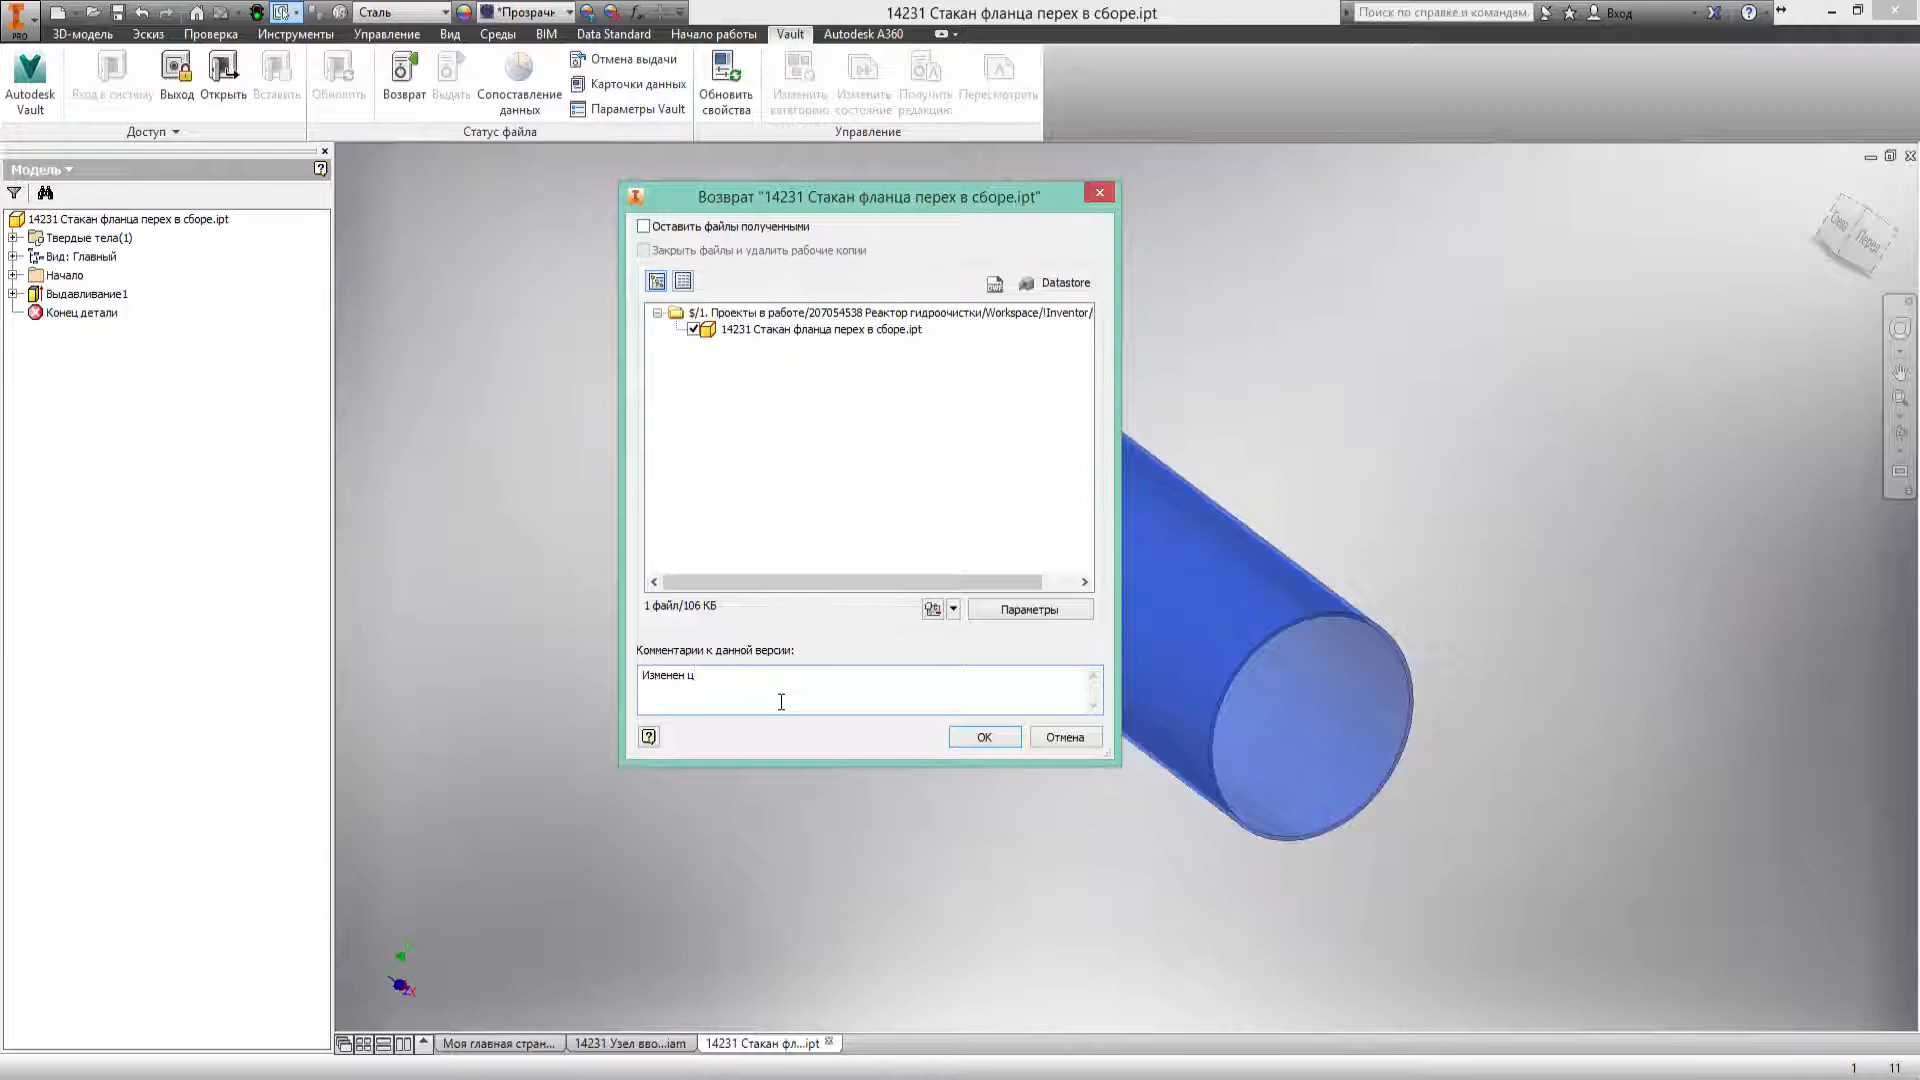 PRO
Сталь
*Прозрачн
14231 Стакан фланца перех в сборе.ipt
Поиск по справке и командам.
Вход
3D-модель
Эскиз
Проверка
Инструменты
Управление
Вид
Среды
BIM
Data Standard
Начало работы
Vault
Autodesk A360
Autodesk Vault
Вход в систему
Выход
Открыть
Вставить
Обновить
Возврат
Выдать
Сопоставление данных
Отмена выдачи
Карточки данных
Параметры Vault
Обновить свойства
Изменить категорию
Изменить состояние
Получить редакцию
Пересмотреть
Доступ
Статус файла
Управление
Модель
14231 Стакан фланца перех в сборе.ipt
Твердые тела(1)
Вид: Главный
Начало
Выдавливание1
Конец детали
Возврат "14231 Стакан фланца перех в сборе.ipt"
Оставить файлы полученными
Закрыть файлы и удалить рабочие копии
Datastore
$/1. Проекты в работе/207054538 Реактор гидроочистки/Workspace/!Inventor/
14231 Стакан фланца перех в сборе.ipt
1 файл/106 КБ
Параметры
Комментарии к данной версии:
Изменен ц
OK
Отмена
Слева
Перед
Моя главная стран...
14231 Узел вво...iam
14231 Стакан фл...ipt
1
11